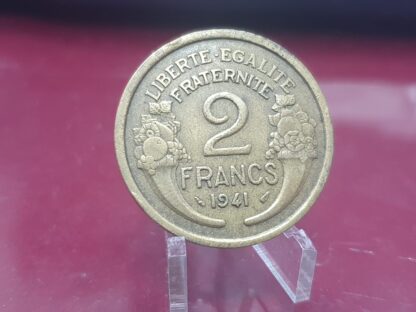 LIBERTE·EGALITE
FRATERNITE
2
FRANCS
1941